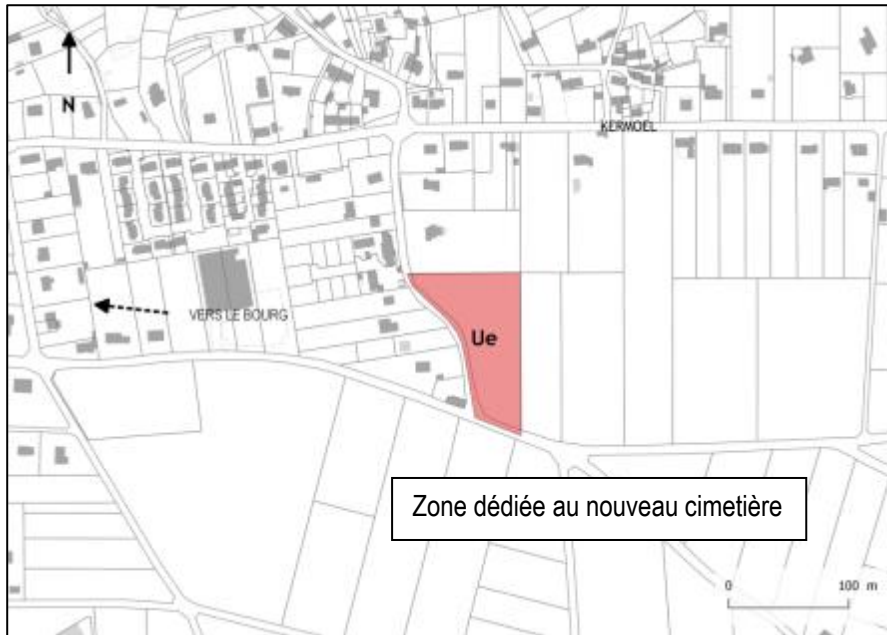 N
KERMOEL
VERS LE BOURG
Ue
Zone dédiée au nouveau cimetière
0 100 m